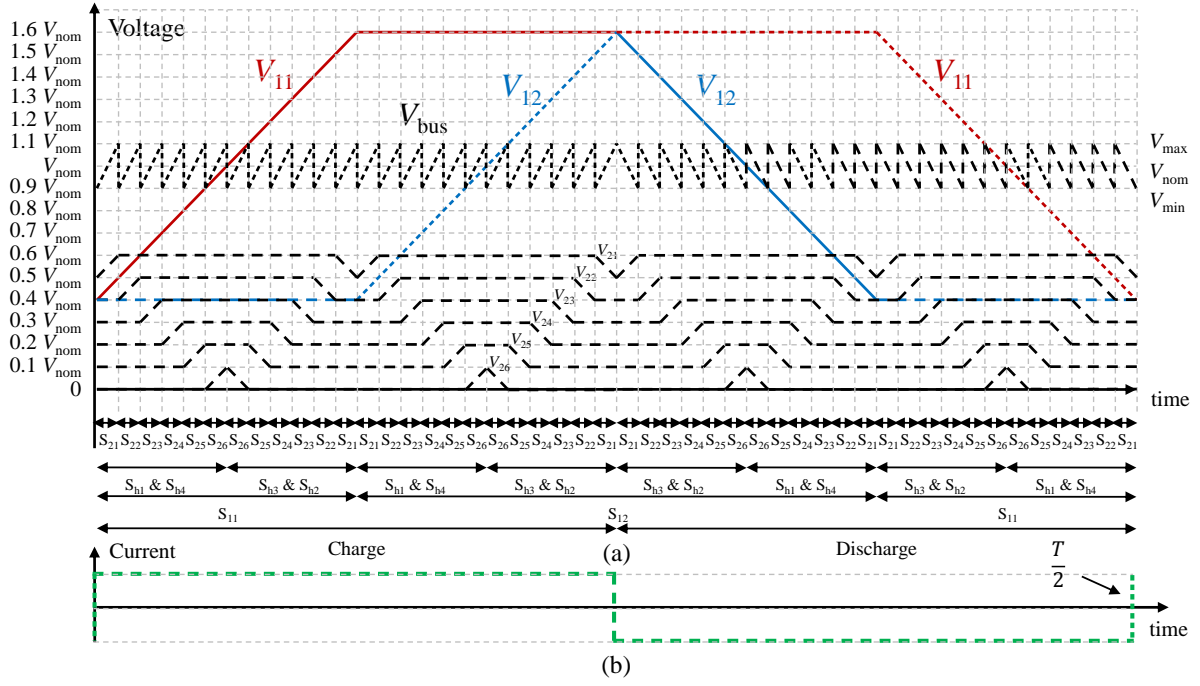 Voltage
1.6 Vnom
1.5 Vnom
1.4 Vnom
1.3 Vnom
1.2 Vnom
1.1 Vnom
Vnom
0.9 Vnom
0.8 Vnom
0.7 Vnom
0.6 Vnom
0.5 Vnom
0.4 Vnom
0.3 Vnom
0.2 Vnom
0.1 Vnom
0
V11
V12
V12
V11
Vbus
Vmax
Vnom
Vmin
V21
V22
V23
V24
V25
V26
time
S21 S22 S23 S24 S25 S26 S26 S25 S24 S23 S22 S21 S21 S22 S23 S24 S25 S26 S26 S25 S24 S23 S22 S21 S21 S22 S23 S24 S25 S26 S26 S25 S24 S23 S22 S21 S21 S22 S23 S24 S25 S26 S26 S25 S24 S23 S22 S21
Sh1 & Sh4 Sh3 & Sh2 Sh1 & Sh4 Sh3 & Sh2 Sh3 & Sh2 Sh1 & Sh4 Sh3 & Sh2 Sh1 & Sh4
S11 S12 S11
Charge Discharge
(a)
Current
T/2
time
(b)